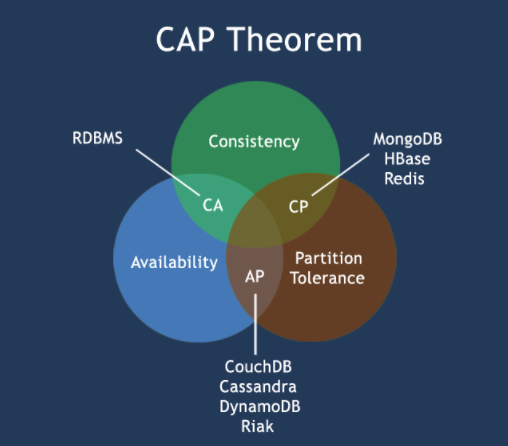 CAP Theorem
RDBMS
Consistency
MongoDB
HBase
Redis
CA
CP
Availability
Partition
Tolerance
AP
CouchDB
Cassandra
DynamoDB
Riak